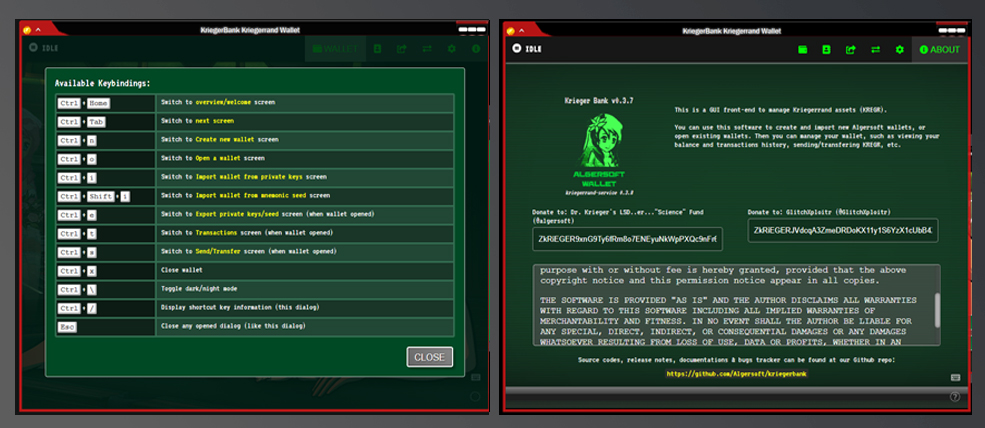 KriegerBank Kriegerrand Wallet
IDLE
WALLET
Available Keybindings:
Ctrl + Home Switch to overview/welcome screen
Ctrl + Tab Switch to next screen
Ctrl + n Switch to Create new wallet screen
Ctrl + o Switch to Open a wallet screen
Ctrl + i Switch to Import wallet from private keys screen
Ctrl + Shift + i Switch to Import wallet from mnemonic seed screen
Ctrl + e Switch to Export private keys/seed screen (when wallet opened)
Ctrl + t Switch to Transactions screen (when wallet opened)
Ctrl + s Switch to Send/Transfer screen (when wallet opened)
Ctrl + x Close wallet
Ctrl + \ Toggle dark/night mode
Ctrl + / Display shortcut key information (this dialog)
Esc Close any opened dialog (like this dialog)
CLOSE
KriegerBank Kriegerrand Wallet
IDLE
ABOUT
Krieger Bank v0.3.7
ALGERSOFT
WALLET
kriegerrand-service v.3.0
This is a GUI front-end to manage Kriegerrand assets (KREGK).
You can use this software to create and import new Algersoft wallets, or
open existing wallets. Then you can manage your wallet, such as viewing your
balance and transactions history, sending/transfering KREGK, etc.
Donate to: Dr. Krieger's LSD..er..."Science" Fund
(@algersoft)
Donate to: GlitchXploitr (@GlitchXploitr)
purpose with or without fee is hereby granted, provided that the above
copyright notice and this permission notice appear in all copies.
THE SOFTWARE IS PROVIDED "AS IS" AND THE AUTHOR DISCLAIMS ALL WARRANTIES
WITH REGARD TO THIS SOFTWARE INCLUDING ALL IMPLIED WARRANTIES OF
MERCHANTABILITY AND FITNESS. IN NO EVENT SHALL THE AUTHOR BE LIABLE FOR
ANY SPECIAL, DIRECT, INDIRECT, OR CONSEQUENTIAL DAMAGES OR ANY DAMAGES
WHATSOEVER RESULTING FROM LOSS OF USE, DATA OR PROFITS, WHETHER IN AN
Source codes, release notes, documentations & bugs tracker can be found at our Github repo:
https://github.com/Algersoft/kriegerbank